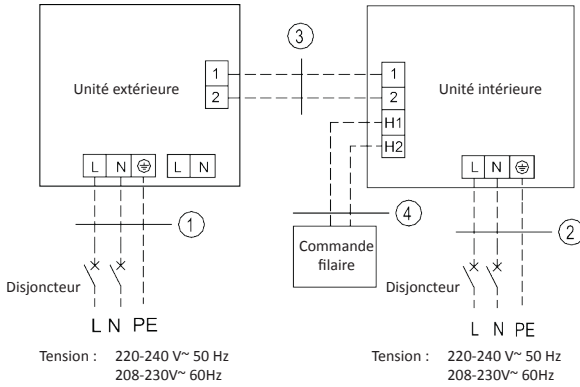 Unité extérieure
1
2
L N
L N
1
3
Unité intérieure
1
2
H1
H2
L N
2
4
Commande
filaire
Disjoncteur
L N PE
Tension : 220-240 V~ 50 Hz
208-230V~ 60Hz
Disjoncteur
L N PE
Tension : 220-240 V~ 50 Hz
208-230V~ 60Hz